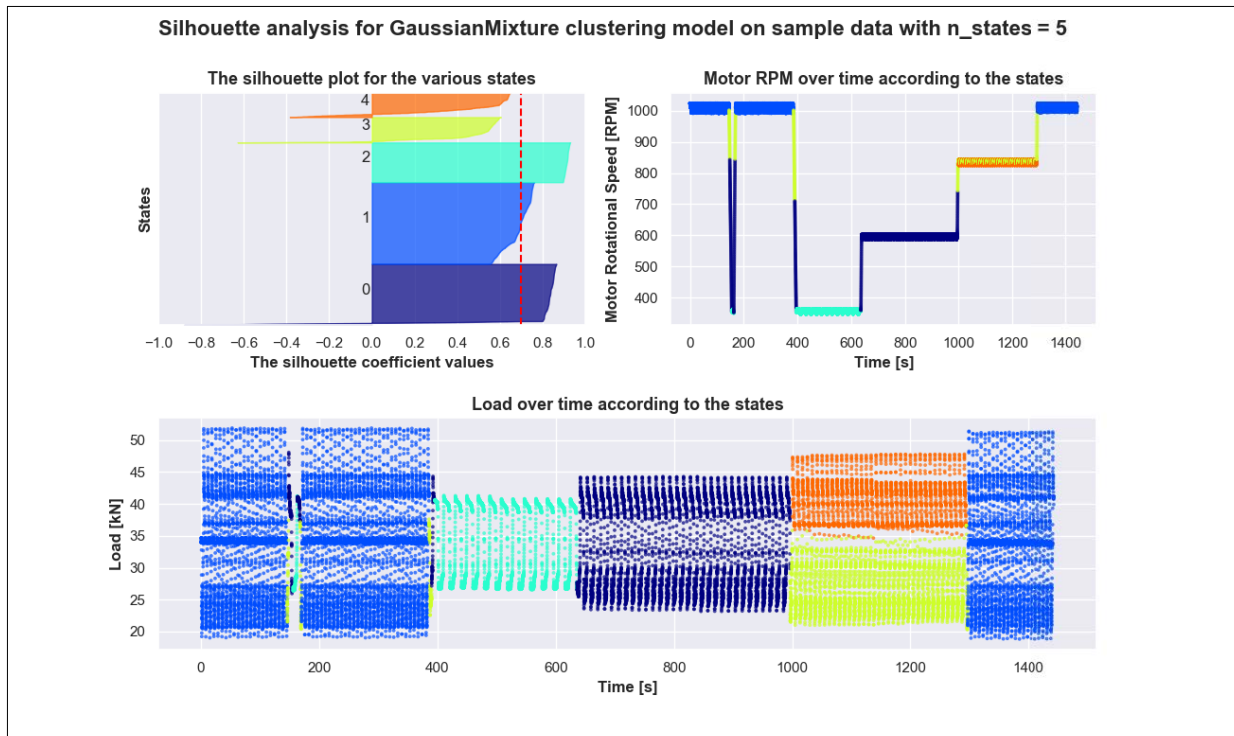 Silhouette analysis for GaussianMixture clustering model on sample data with n_states = 5
The silhouette plot for the various states
States
4
3
2
1
0
−1.0 −0.8 −0.6 −0.4 −0.2 0.0 0.2 0.4 0.6 0.8 1.0
The silhouette coefficient values
Motor RPM over time according to the states
Motor Rotational Speed [RPM]
1000
900
800
700
600
500
400
0 200 400 600 800 1000 1200 1400
Time [s]
Load over time according to the states
Load [kN]
50
45
40
35
30
25
20
0 200 400 600 800 1000 1200 1400
Time [s]